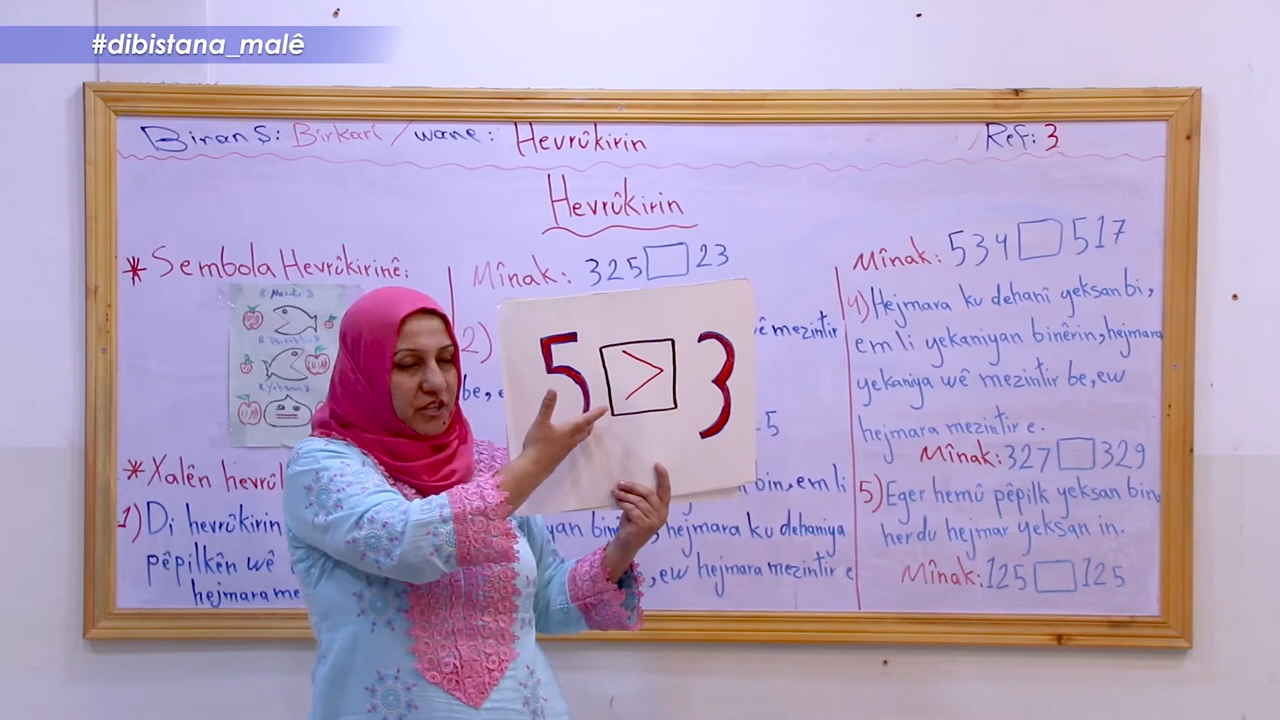 #dibistana_malê
Biranş: Birkarî / wane: Hevrûkirin
Ref: 3
Hevrûkirin
* Sembola Hevrûkirinê:
* Xalên hevrû
1) Di hevrûkirin
pêpilkên wê
hejmara me
Mînak: 325 □ 23
2)
wê mezintir
be, e
5 > 3
5
bin, em li
yan hejmara ku dehaniya
, ew hejmar mezintir e
Mînak: 534 □ 517
4) Hejmara ku dehanî yeksan bi,
em li yekaniyan binêrin, hejmara
yekaniya wê mezintir be, ew
hejmara mezintir e.
Mînak: 327 □ 329
5) Eger hemû pêpilk yeksan bin,
herdu hejmar yeksan in.
Mînak: 125 □ 125